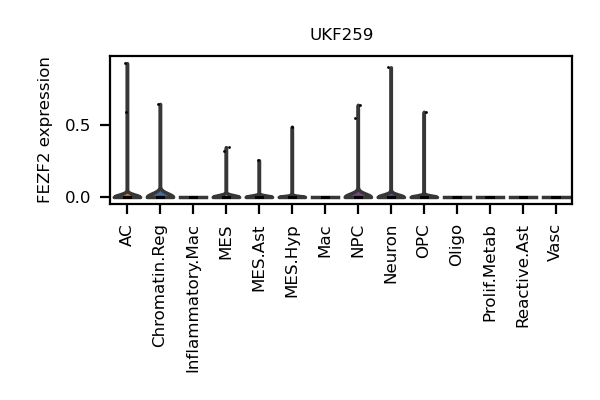 UKF259
FEZF2 expression
0.5
0.0
AC
Chromatin.Reg
Inflammatory.Mac
MES
MES.Ast
MES.Hyp
Mac
NPC
Neuron
OPC
Oligo
Prolif.Metab
Reactive.Ast
Vasc